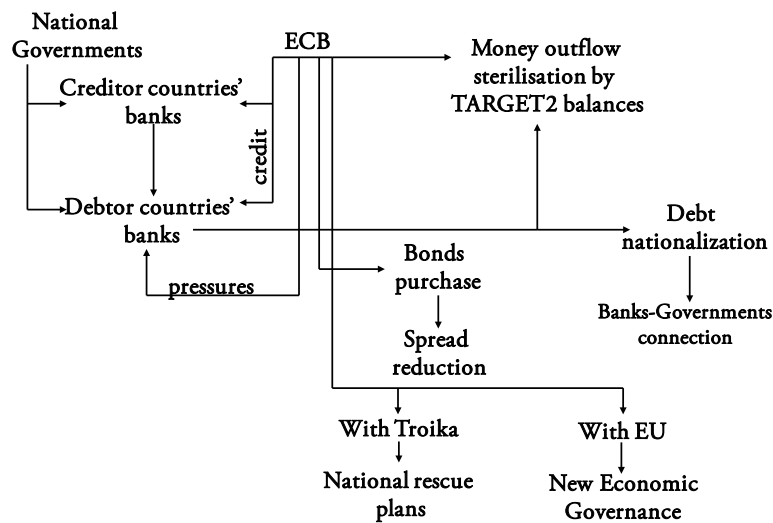 National
Governments
ECB
Money outflow
sterilisation by
TARGET2 balances
Creditor countries’
banks
credit
Debtor countries’
banks
Debt
nationalization
Bonds
purchase
pressures
Banks-Governments
connection
Spread
reduction
With Troika
With EU
National rescue
plans
New Economic
Governance